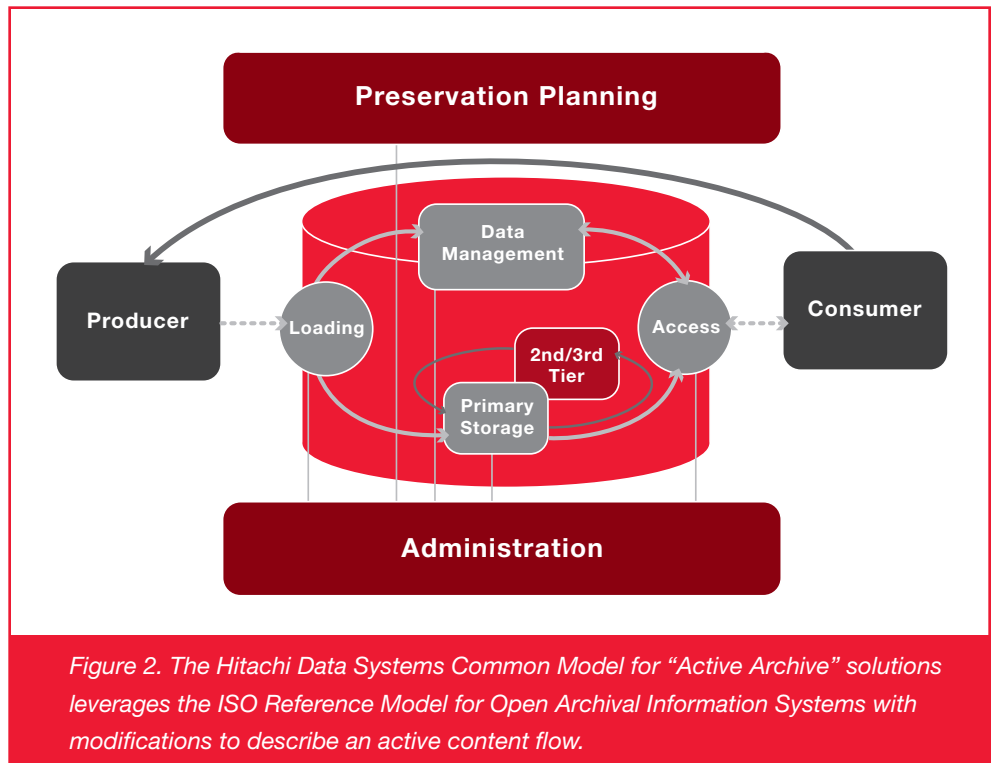 Preservation Planning
Data
Management
Producer
Loading
Access
Consumer
2nd/3rd
Tier
Primary
Storage
Administration
Figure 2. The Hitachi Data Systems Common Model for “Active Archive” solutions
leverages the ISO Reference Model for Open Archival Information Systems with
modifications to describe an active content flow.